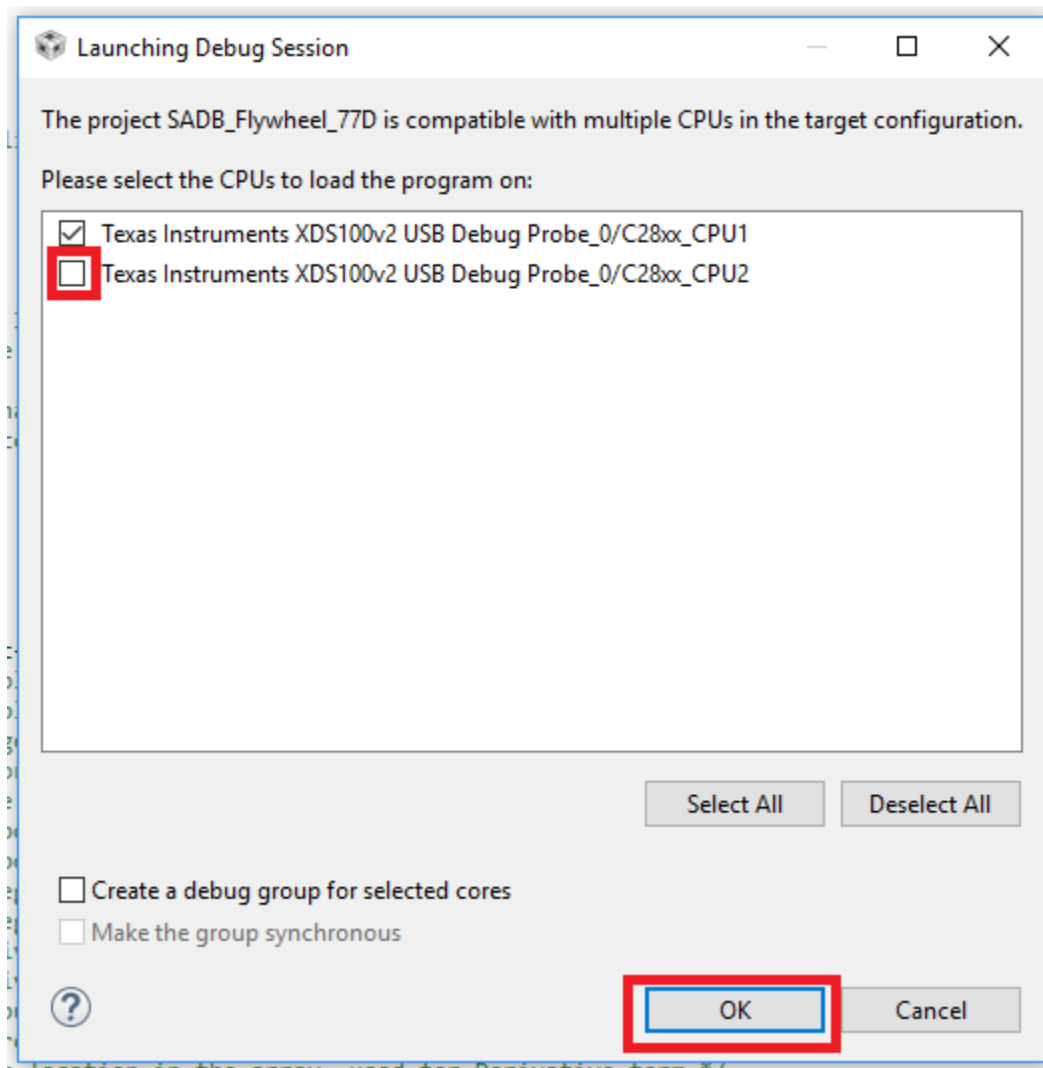 Launching Debug Session
The project SADB_Flywheel_77D is compatible with multiple CPUs in the target configuration.
Please select the CPUs to load the program on:
Texas Instruments XDS100v2 USB Debug Probe_0/C28xx_CPU1
Texas Instruments XDS100v2 USB Debug Probe_0/C28xx_CPU2
Select All Deselect All
Create a debug group for selected cores
Make the group synchronous
? OK Cancel